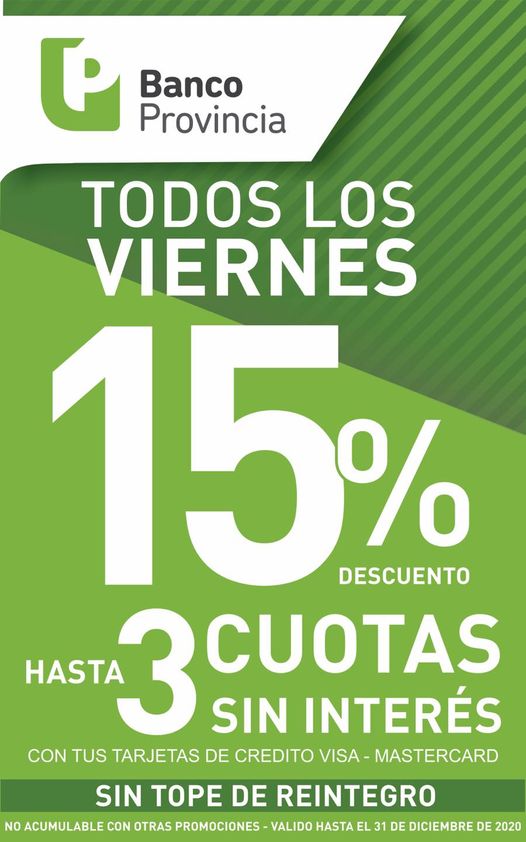 Banco
Provincia
TODOS LOS
VIERNES
15%
DESCUENTO
HASTA 3 CUOTAS
SIN INTERÉS
CON TUS TARJETAS DE CREDITO VISA - MASTERCARD
SIN TOPE DE REINTEGRO
NO ACUMULABLE CON OTRAS PROMOCIONES - VALIDO HASTA EL 31 DE DICIEMBRE DE 2020